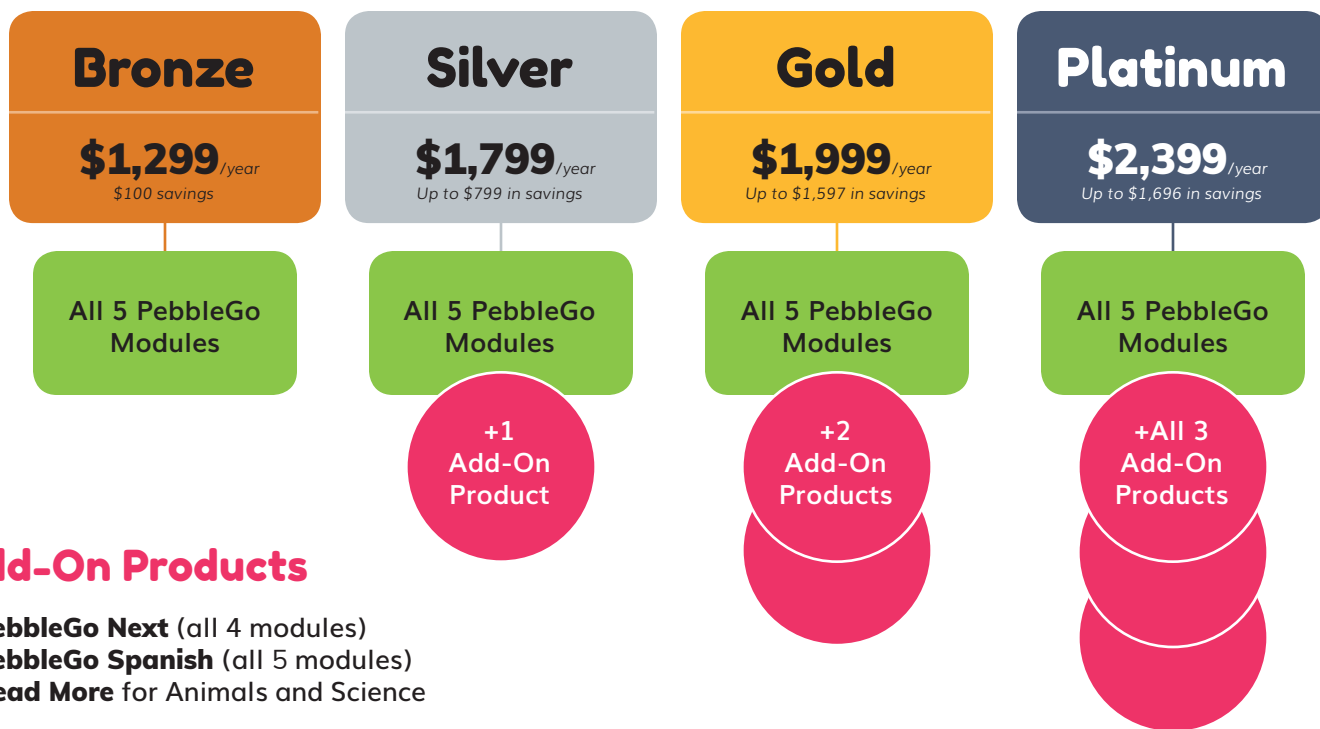 Bronze
$1,299/year
$100 savings
All 5 PebbleGo
Modules
Silver
$1,799/year
Up to $799 in savings
All 5 PebbleGo
Modules
+1
Add-On
Product
Gold
$1,999/year
Up to $1,597 in savings
All 5 PebbleGo
Modules
+2
Add-On
Products
Platinum
$2,399/year
Up to $1,696 in savings
All 5 PebbleGo
Modules
+All 3
Add-On
Products
dd-On Products
ebbleGo Next (all 4 modules)
ebbleGo Spanish (all 5 modules)
ead More for Animals and Science